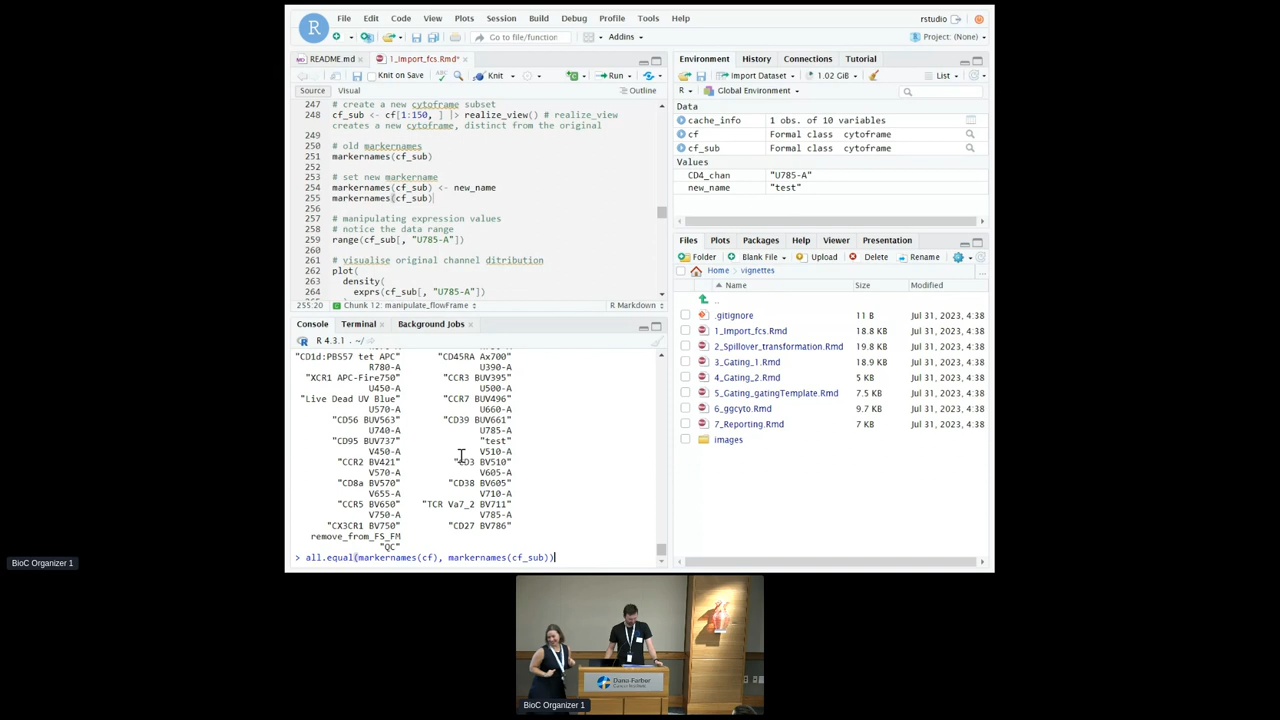 File Edit Code View Plots Session Build Debug Profile Tools Help
rstudio
Go to file/function
Addins
Project: (None)
README.md
1_Import_fcs.Rmd*
Knit on Save
Knit
Run
Source Visual
Outline
247 # create a new cytoframe subset
248 cf_sub <- cf[1:150, ] |> realize_view() # realize_view
creates a new cytoframe, distinct from the original
249
250 # old markernames
251 markernames(cf_sub)
252
253 # set new markername
254 markernames(cf_sub) <- new_name
255 markernames(cf_sub)
256
257 # manipulating expression values
258 # notice the data range
259 range(cf_sub[, "U785-A"])
260
261 # visualise original channel ditribution
262 plot(
263 density(
264 exprs(cf_sub[, "U785-A"])
255:20 Chunk 12: manipulate_flowFrame R Markdown
Console Terminal Background Jobs
R 4.3.1 · ~/
"CD1d:PBS57 tet APC" "CD45RA Ax700"
R780-A U390-A
"XCR1 APC-Fire750" "CCR3 BUV395"
U450-A U500-A
"Live Dead UV Blue" "CCR7 BUV496"
U570-A U660-A
"CD56 BUV563" "CD39 BUV661"
U740-A U785-A
"CD95 BUV737" "test"
V450-A V510-A
"CCR2 BV421" "CD3 BV510"
V570-A V605-A
"CD8a BV570" "CD38 BV605"
V655-A V710-A
"CCR5 BV650" "TCR Va7_2 BV711"
V750-A V785-A
"CX3CR1 BV750" "CD27 BV786"
remove_from_FS_FM
"QC"
> all.equal(markernames(cf), markernames(cf_sub))
Environment History Connections Tutorial
Import Dataset 1.02 GiB List
R Global Environment
Data
cache_info 1 obs. of 10 variables
cf Formal class cytoframe
cf_sub Formal class cytoframe
Values
CD4_chan "U785-A"
new_name "test"
Files Plots Packages Help Viewer Presentation
Folder Blank File Upload Delete Rename
Home vignettes
Name Size Modified
..
.gitignore 11 B Jul 31, 2023, 4:38
1_Import_fcs.Rmd 18.8 KB Jul 31, 2023, 4:38
2_Spillover_transformation.Rmd 19.8 KB Jul 31, 2023, 4:38
3_Gating_1.Rmd 18.9 KB Jul 31, 2023, 4:38
4_Gating_2.Rmd 5 KB Jul 31, 2023, 4:38
5_Gating_gatingTemplate.Rmd 7.5 KB Jul 31, 2023, 4:38
6_ggcyto.Rmd 9.7 KB Jul 31, 2023, 4:38
7_Reporting.Rmd 7 KB Jul 31, 2023, 4:38
images
BioC Organizer 1
Dana-Farber
Cancer Institute
BioC Organizer 1